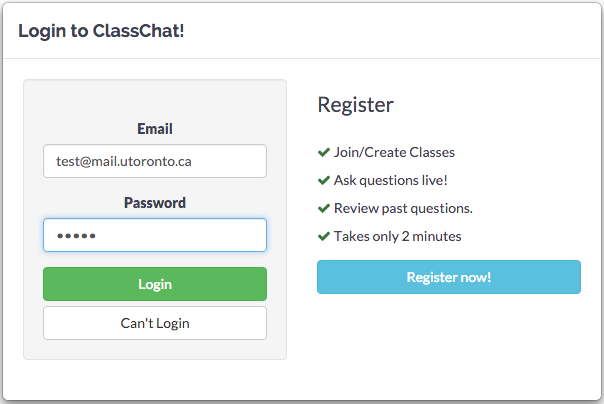 Login to ClassChat!
Email
test@mail.utoronto.ca
Password
•••••
Login
Can't Login
Register
Join/Create Classes
Ask questions live!
Review past questions.
Takes only 2 minutes
Register now!